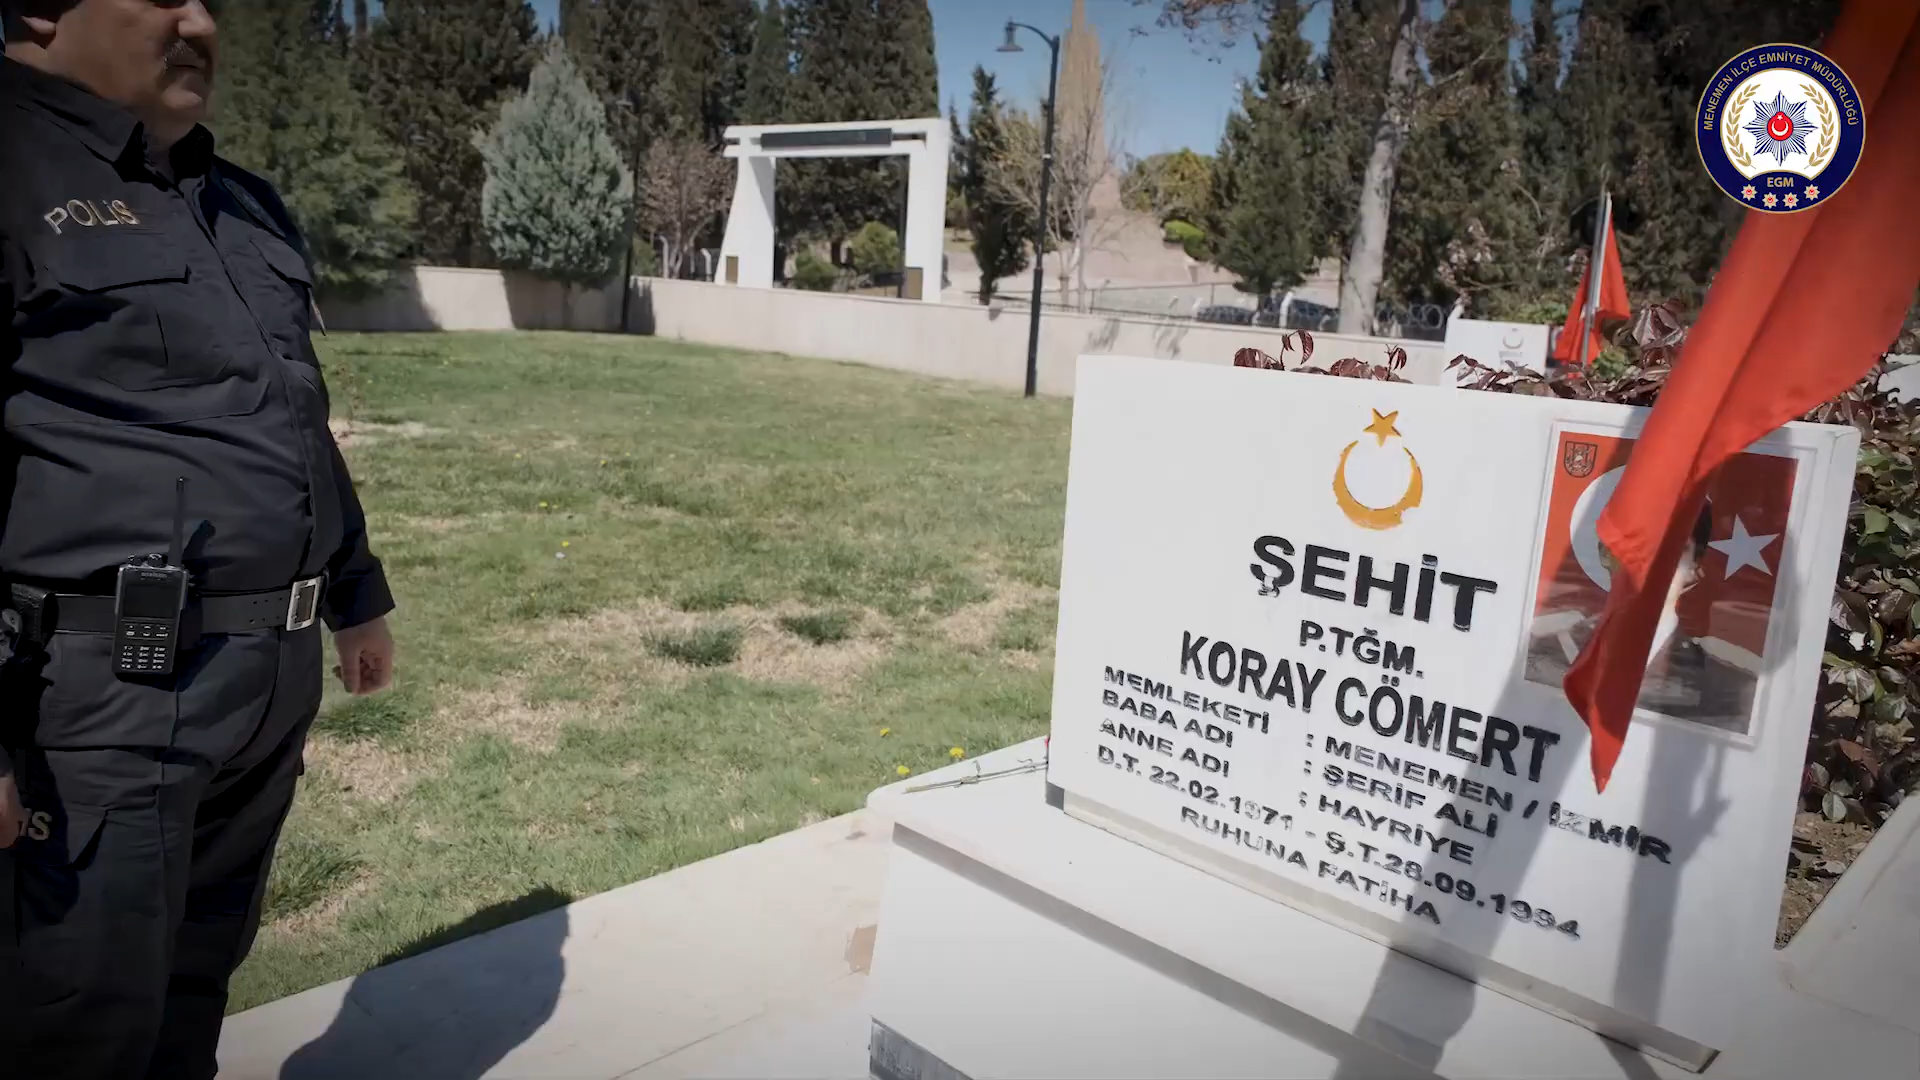 POLİS
MENEMEN İLÇE EMNİYET MÜDÜRLÜĞÜ
EGM
ŞEHİT
P.TĞM.
KORAY CÖMERT
MEMLEKETİ : MENEMEN / İZMİR
BABA ADI : ŞERİF ALİ
ANNE ADI : HAYRİYE
D.T. 22.02.1971 - Ş.T.28.09.1994
RUHUNA FATİHA